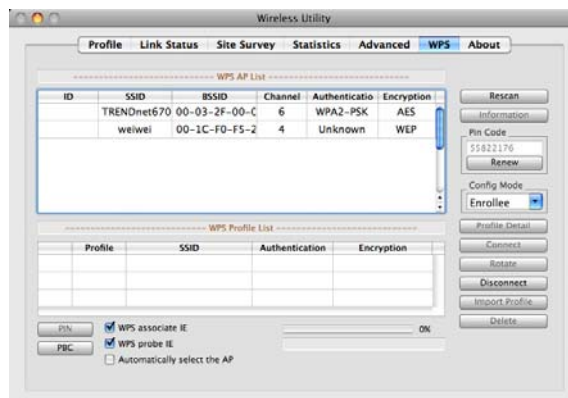 Wireless Utility
Profile Link Status Site Survey Statistics Advanced WPS About
WPS AP List
ID SSID BSSID Channel Authenticatio Encryption
TRENDnet670 00-03-2F-00-C 6 WPA2-PSK AES
weiwei 00-1C-F0-F5-2 4 Unknown WEP
Rescan
Information
Pin Code
55822176
Renew
Config Mode
Enrollee
WPS Profile List
Profile SSID Authentication Encryption
Profile Detail
Connect
Rotate
Disconnect
Import Profile
Delete
PIN WPS associate IE 0%
PBC WPS probe IE
Automatically select the AP